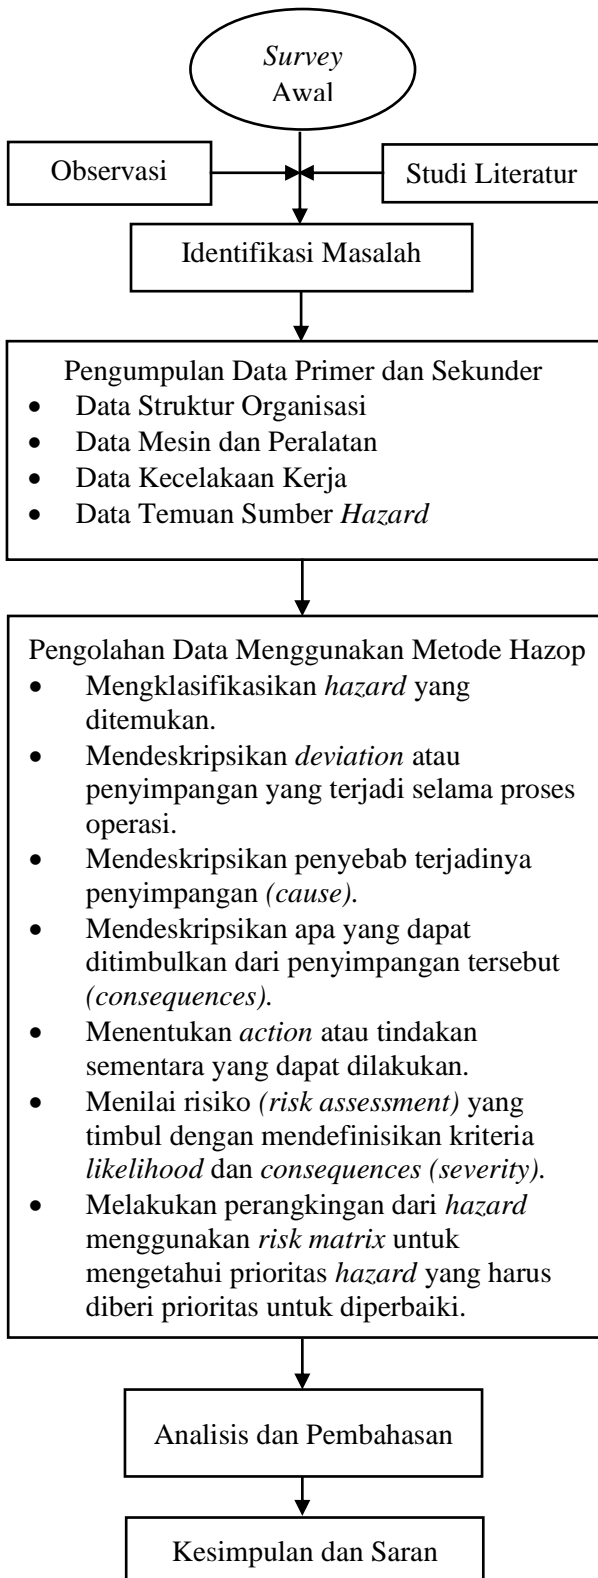 Survey
Awal
Observasi
Studi Literatur
Identifikasi Masalah
Pengumpulan Data Primer dan Sekunder
• Data Struktur Organisasi
• Data Mesin dan Peralatan
• Data Kecelakaan Kerja
• Data Temuan Sumber Hazard
Pengolahan Data Menggunakan Metode Hazop
• Mengklasifikasikan hazard yang
ditemukan.
• Mendeskripsikan deviation atau
penyimpangan yang terjadi selama proses
operasi.
• Mendeskripsikan penyebab terjadinya
penyimpangan (cause).
• Mendeskripsikan apa yang dapat
ditimbulkan dari penyimpangan tersebut
(consequences).
• Menentukan action atau tindakan
sementara yang dapat dilakukan.
• Menilai risiko (risk assessment) yang
timbul dengan mendefinisikan kriteria
likelihood dan consequences (severity).
• Melakukan perangkingan dari hazard
menggunakan risk matrix untuk
mengetahui prioritas hazard yang harus
diberi prioritas untuk diperbaiki.
Analisis dan Pembahasan
Kesimpulan dan Saran